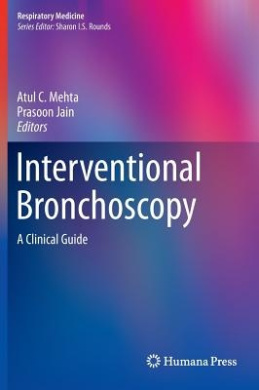 Respiratory Medicine
Series Editor: Sharon I.S. Rounds
Atul C. Mehta
Prasoon Jain
Editors
Interventional
Bronchoscopy
A Clinical Guide
Humana Press